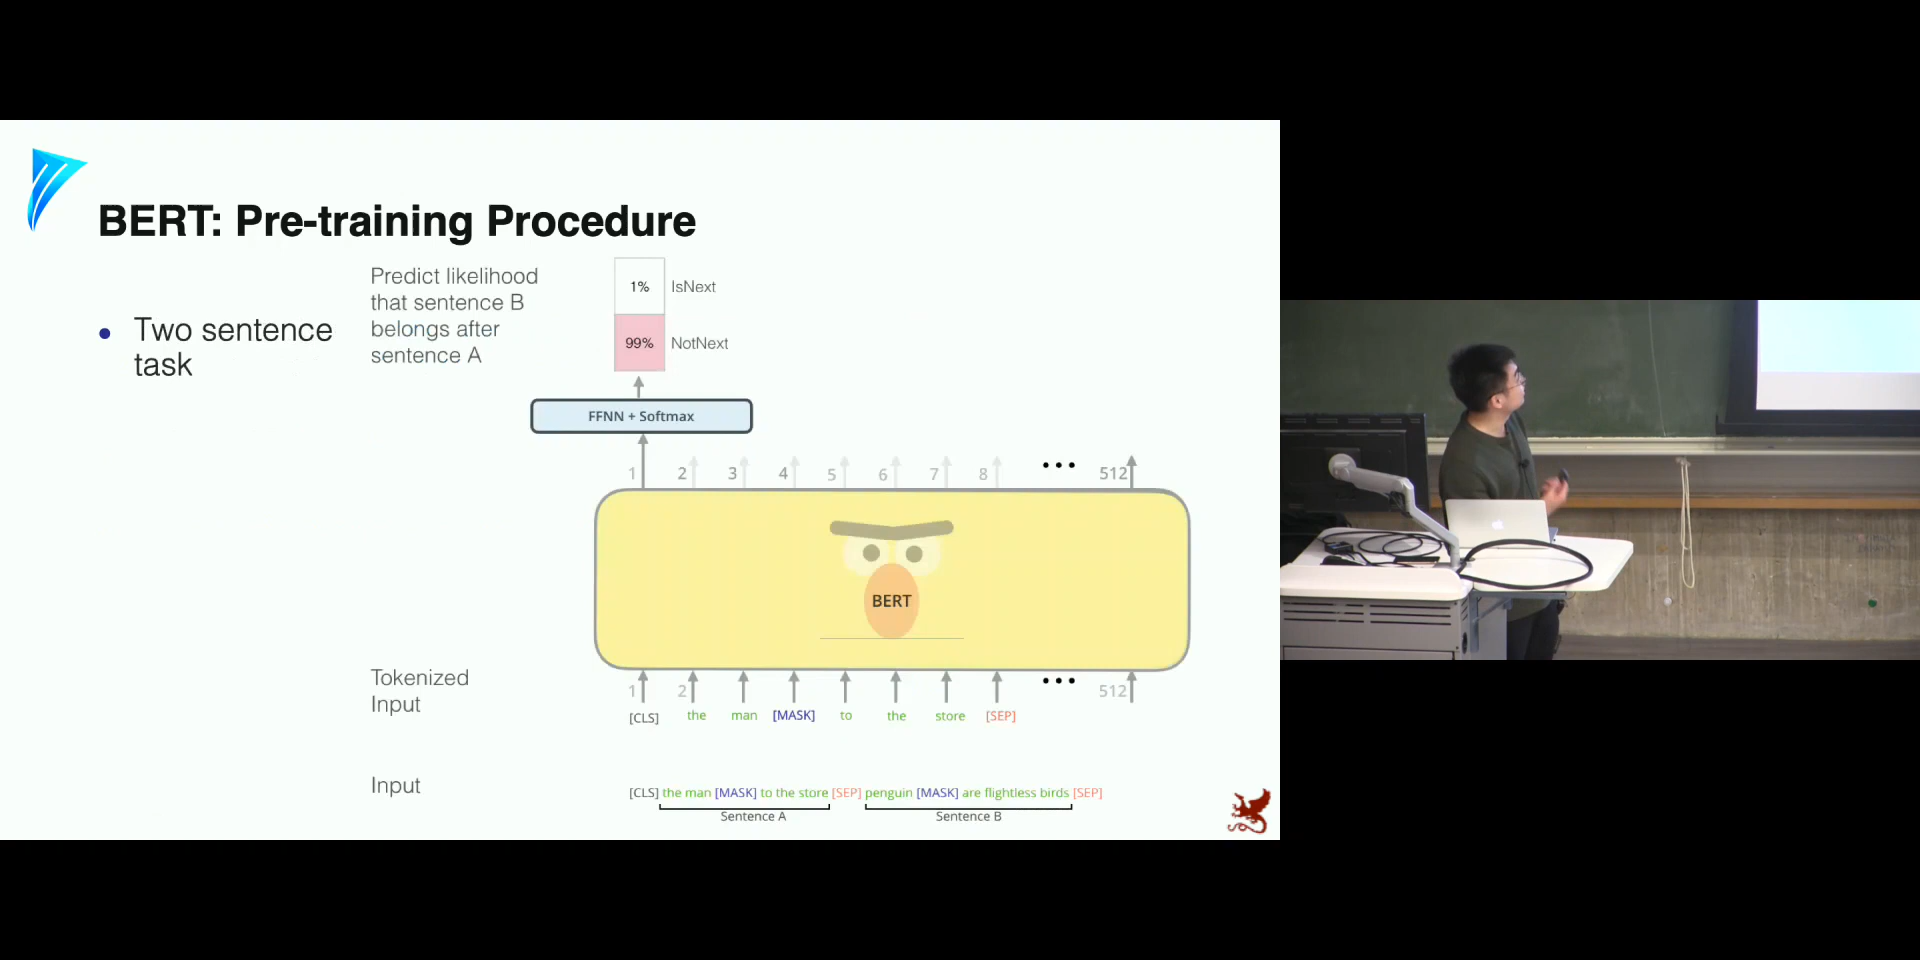 BERT: Pre-training Procedure
• Two sentence
task
Predict likelihood
that sentence B
belongs after
sentence A
1% IsNext
99% NotNext
FFNN + Softmax
1 2 3 4 5 6 7 8 ••• 512
BERT
Tokenized
Input
1 2 ••• 512
[CLS] the man [MASK] to the store [SEP]
Input
[CLS] the man [MASK] to the store [SEP] penguin [MASK] are flightless birds [SEP]
Sentence A Sentence B